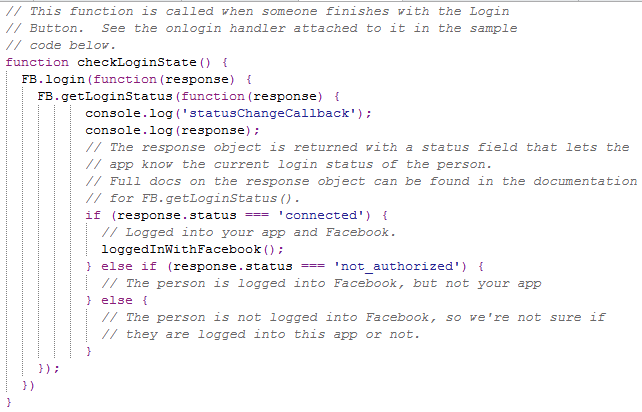 // This function is called when someone finishes with the Login
// Button.  See the onlogin handler attached to it in the sample
// code below.
function checkLoginState() {
  FB.login(function(response) {
    FB.getLoginStatus(function(response) {
          console.log('statusChangeCallback');
          console.log(response);
          // The response object is returned with a status field that lets the
          // app know the current login status of the person.
          // Full docs on the response object can be found in the documentation
          // for FB.getLoginStatus().
          if (response.status === 'connected') {
            // Logged into your app and Facebook.
            loggedInWithFacebook();
          } else if (response.status === 'not_authorized') {
            // The person is logged into Facebook, but not your app
          } else {
            // The person is not logged into Facebook, so we're not sure if
            // they are logged into this app or not.
          }
    });
  })
}